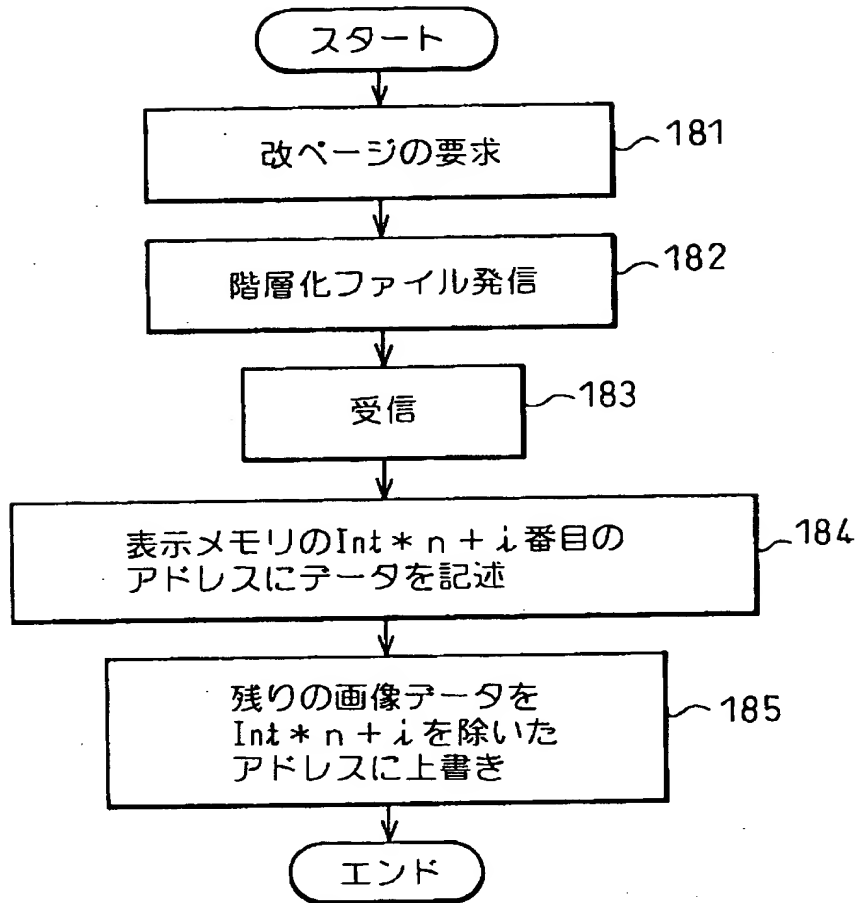 スタート
改ページの要求
181
階層化ファイル発信
182
受信
183
表示メモリのInt*n+i番目の
アドレスにデータを記述
184
残りの画像データを
Int*n+iを除いた
アドレスに上書き
185
エンド